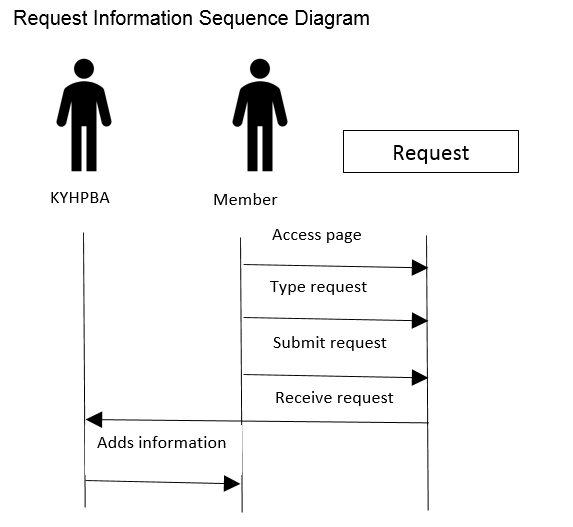 Request Information Sequence Diagram
Request
KYHPBA
Member
Access page
Type request
Submit request
Receive request
Adds information